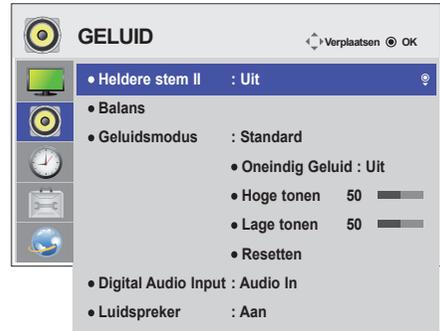 GELUID
Verplaatsen OK
• Heldere stem II : Uit
• Balans
• Geluidsmodus : Standard
• Oneindig Geluid : Uit
• Hoge tonen 50
• Lage tonen 50
• Resetten
• Digital Audio Input : Audio In
• Luidspreker : Aan